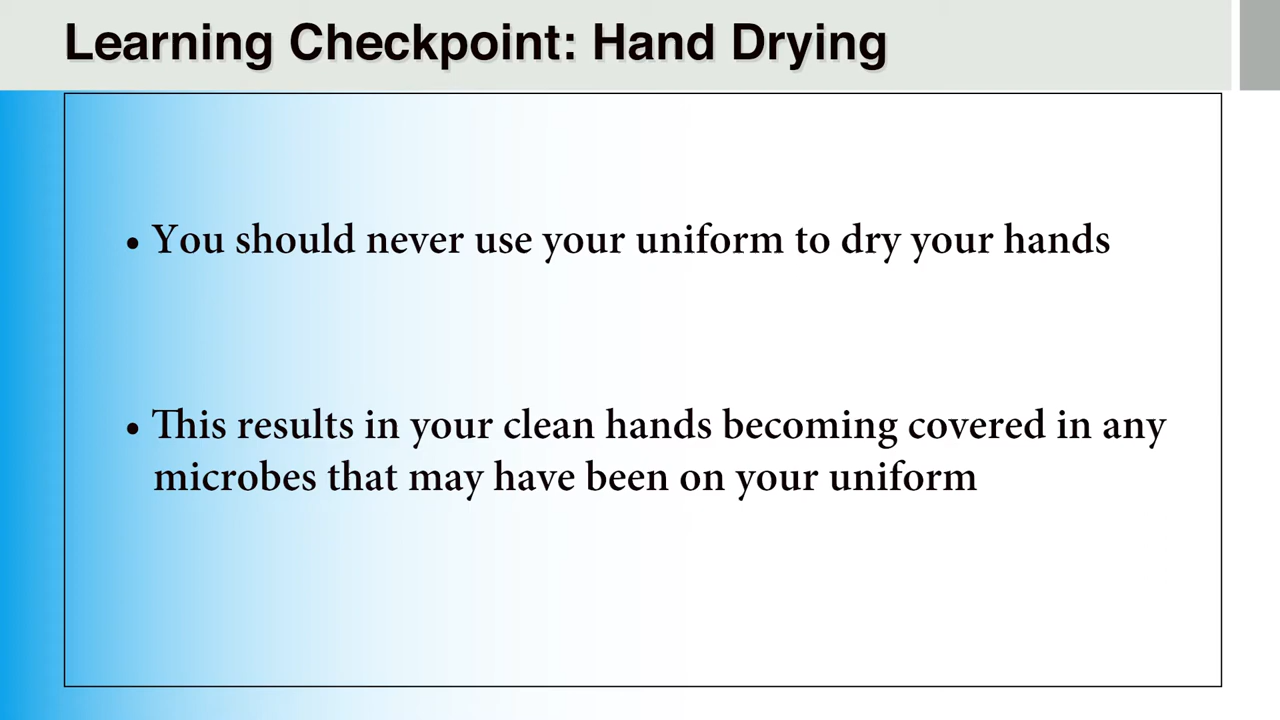 Learning Checkpoint: Hand Drying
• You should never use your uniform to dry your hands
• This results in your clean hands becoming covered in any
microbes that may have been on your uniform